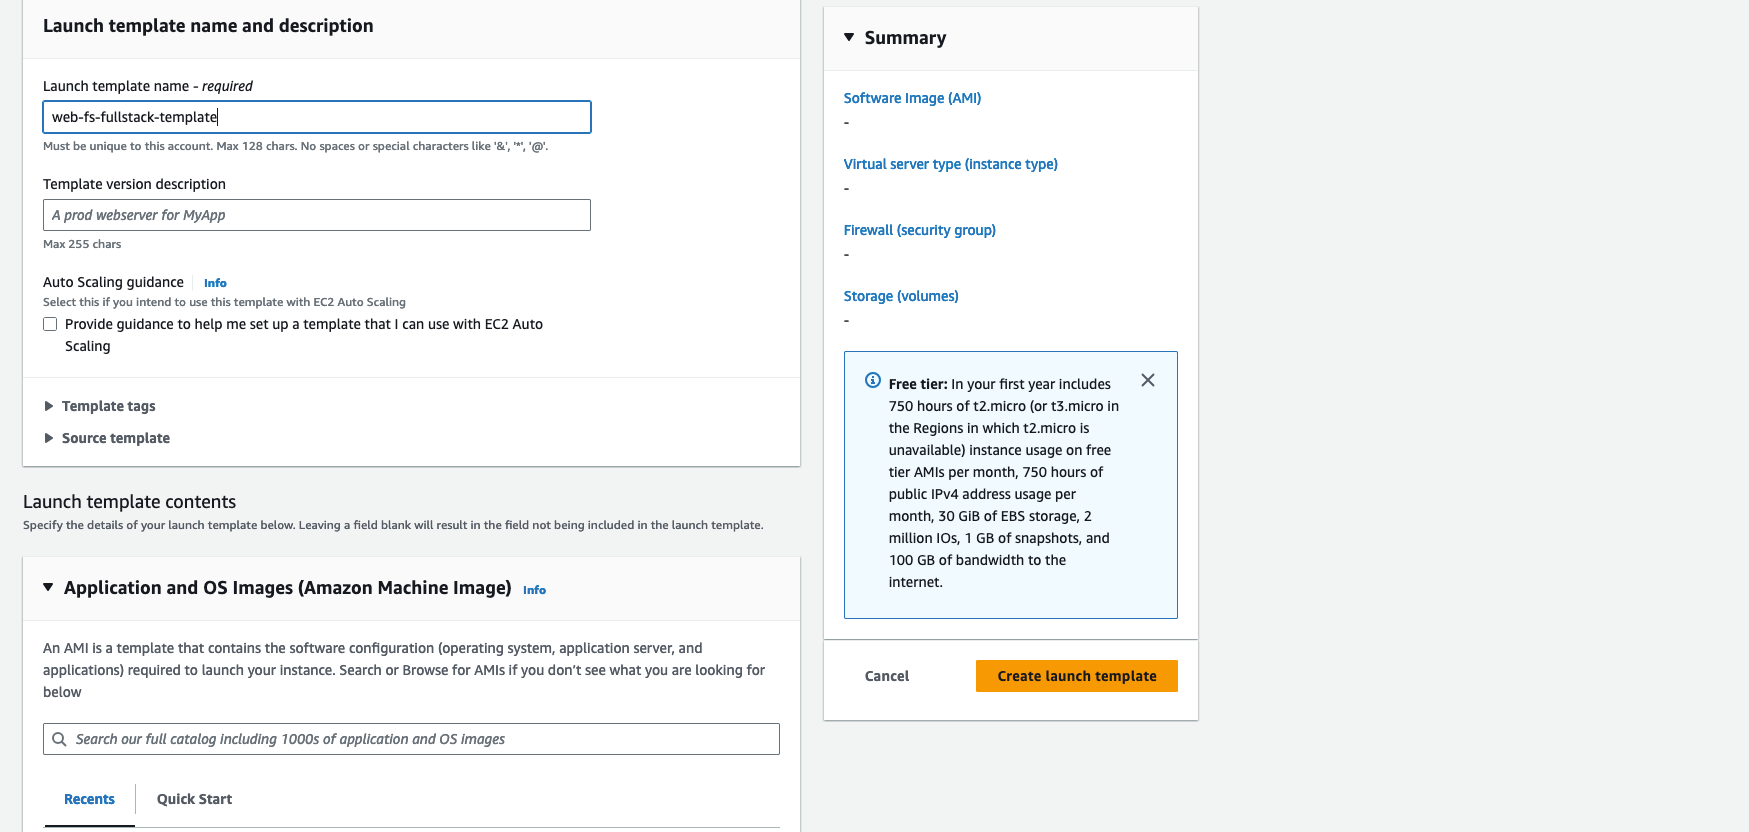 Launch template name and description
Launch template name - required
web-fs-fullstack-template
Must be unique to this account. Max 128 chars. No spaces or special characters like '&', '*', '@'.
Template version description
A prod webserver for MyApp
Max 255 chars
Auto Scaling guidance
Info
Select this if you intend to use this template with EC2 Auto Scaling
Provide guidance to help me set up a template that I can use with EC2 Auto
Scaling
Template tags
Source template
Launch template contents
Specify the details of your launch template below. Leaving a field blank will result in the field not being included in the launch template.
Application and OS Images (Amazon Machine Image)
Info
An AMI is a template that contains the software configuration (operating system, application server, and
applications) required to launch your instance. Search or Browse for AMIs if you don’t see what you are looking for
below
Search our full catalog including 1000s of application and OS images
Recents
Quick Start
Summary
Software Image (AMI)
-
Virtual server type (instance type)
-
Firewall (security group)
-
Storage (volumes)
-
Free tier: In your first year includes
750 hours of t2.micro (or t3.micro in
the Regions in which t2.micro is
unavailable) instance usage on free
tier AMIs per month, 750 hours of
public IPv4 address usage per
month, 30 GiB of EBS storage, 2
million IOs, 1 GB of snapshots, and
100 GB of bandwidth to the
internet.
Cancel
Create launch template